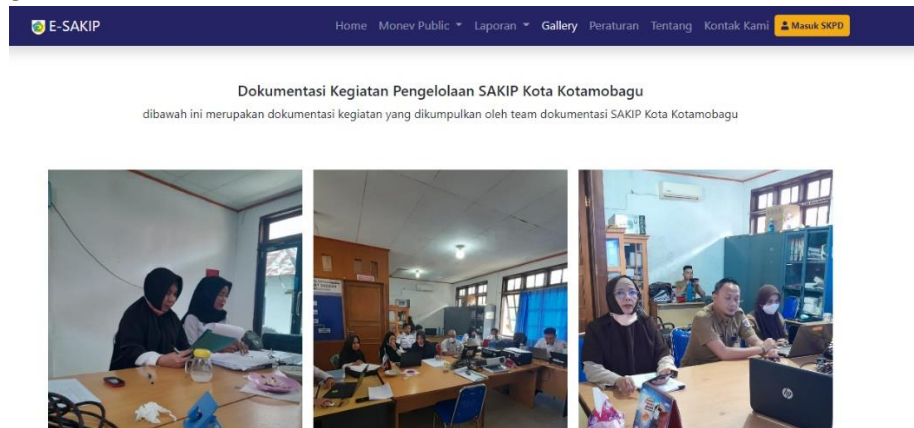 E-SAKIP
Home Monev Public Laporan Gallery Peraturan Tentang Kontak Kami Masuk SKPD
Dokumentasi Kegiatan Pengelolaan SAKIP Kota Kotamobagu
dibawah ini merupakan dokumentasi kegiatan yang dikumpulkan oleh team dokumentasi SAKIP Kota Kotamobagu
hp